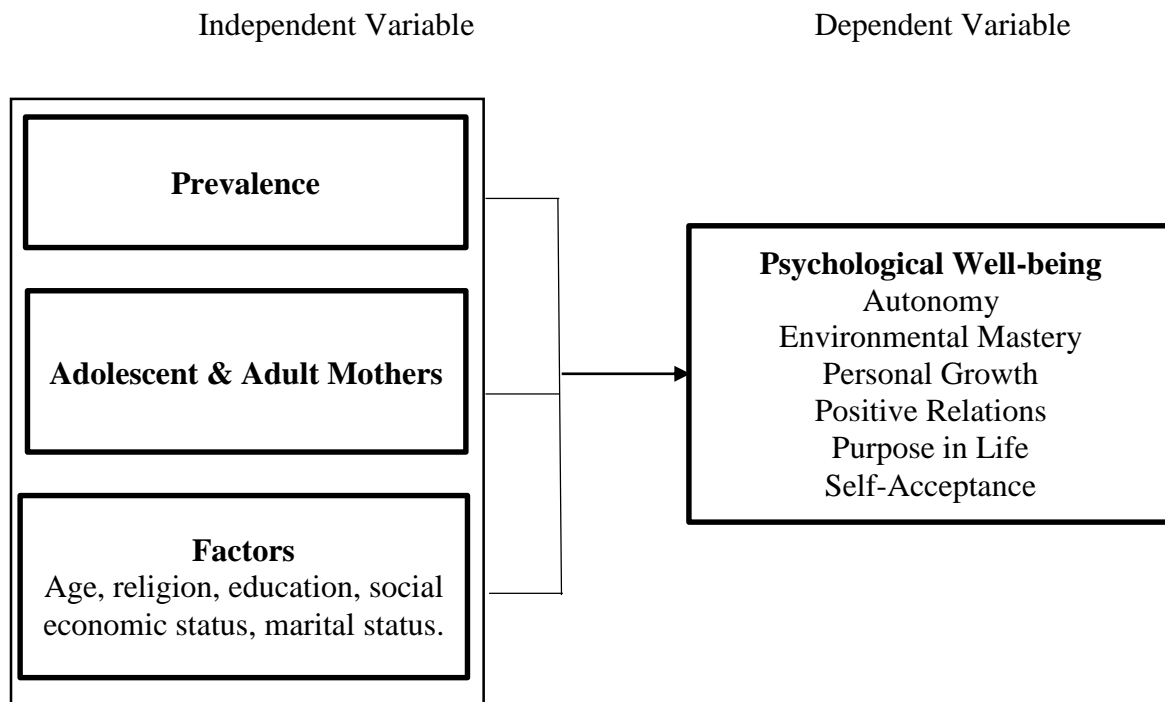 Independent Variable
Dependent Variable
Prevalence
Adolescent & Adult Mothers
Factors
Age, religion, education, social
economic status, marital status.
Psychological Well-being
Autonomy
Environmental Mastery
Personal Growth
Positive Relations
Purpose in Life
Self-Acceptance